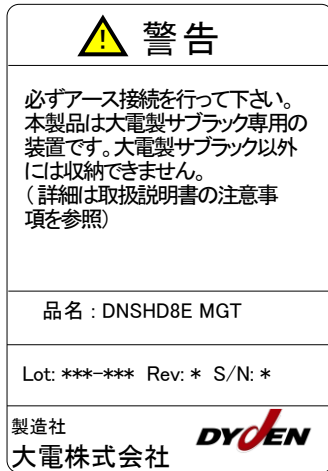 警告
必ずアース接続を行って下さい。
本製品は大電製サブラック専用の
装置です。大電製サブラック以外
には収納できません。
(詳細は取扱説明書の注意事
項を参照)
品名 : DNSHD8E MGT
Lot: ***-*** Rev: * S/N: *
製造社
大電株式会社
DYDEN